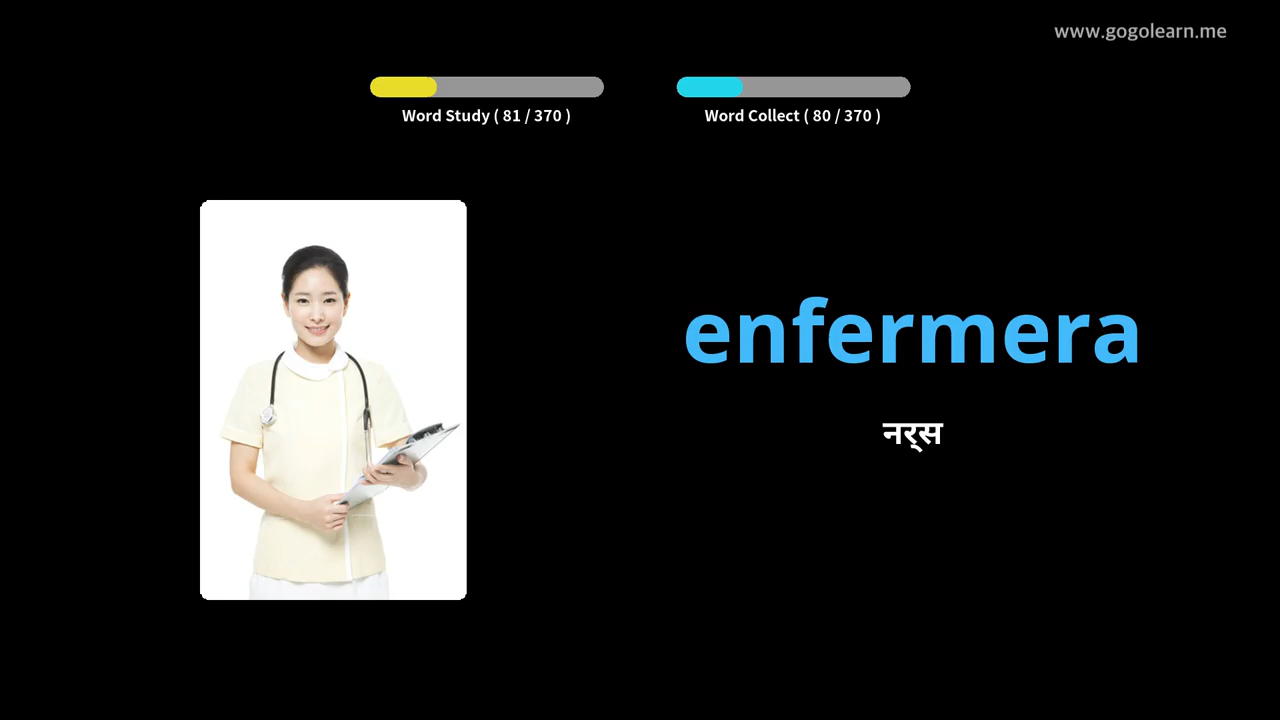 www.gogolearn.me
Word Study ( 81 / 370 )
Word Collect ( 80 / 370 )
enfermera
नर्स